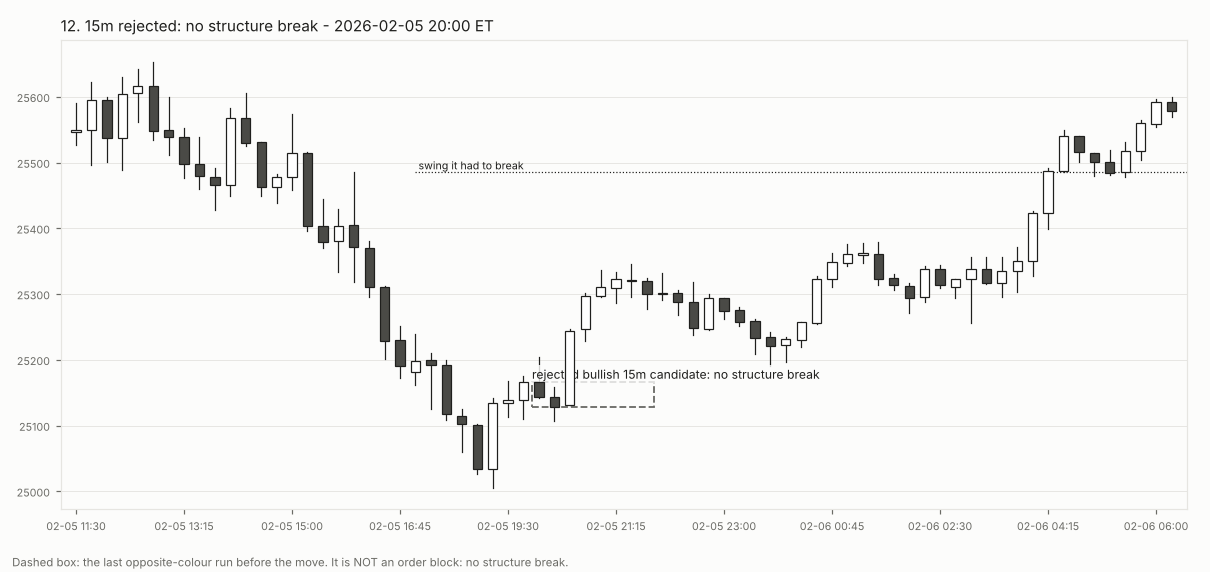 12. 15m rejected: no structure break - 2026-02-05 20:00 ET
25600
25500
25400
25300
25200
25100
25000
swing it had to break
rejected bullish 15m candidate: no structure break
02-05 11:30 02-05 13:15 02-05 15:00 02-05 16:45 02-05 19:30 02-05 21:15 02-05 23:00 02-06 00:45 02-06 02:30 02-06 04:15 02-06 06:00
Dashed box: the last opposite-colour run before the move. It is NOT an order block: no structure break.